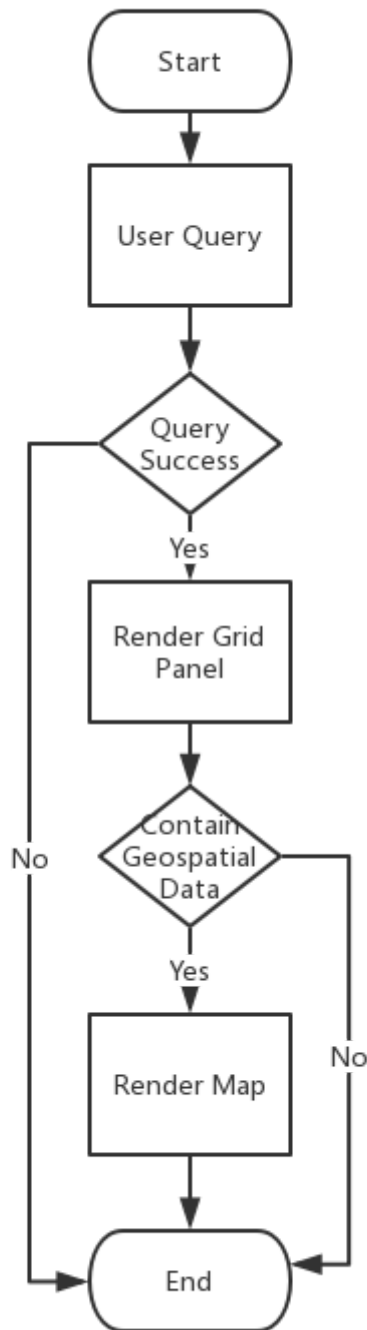 Start
User Query
Query
Success
Yes
Render Grid
Panel
Contain
Geospatial
Data
No
Yes
Render Map
No
End